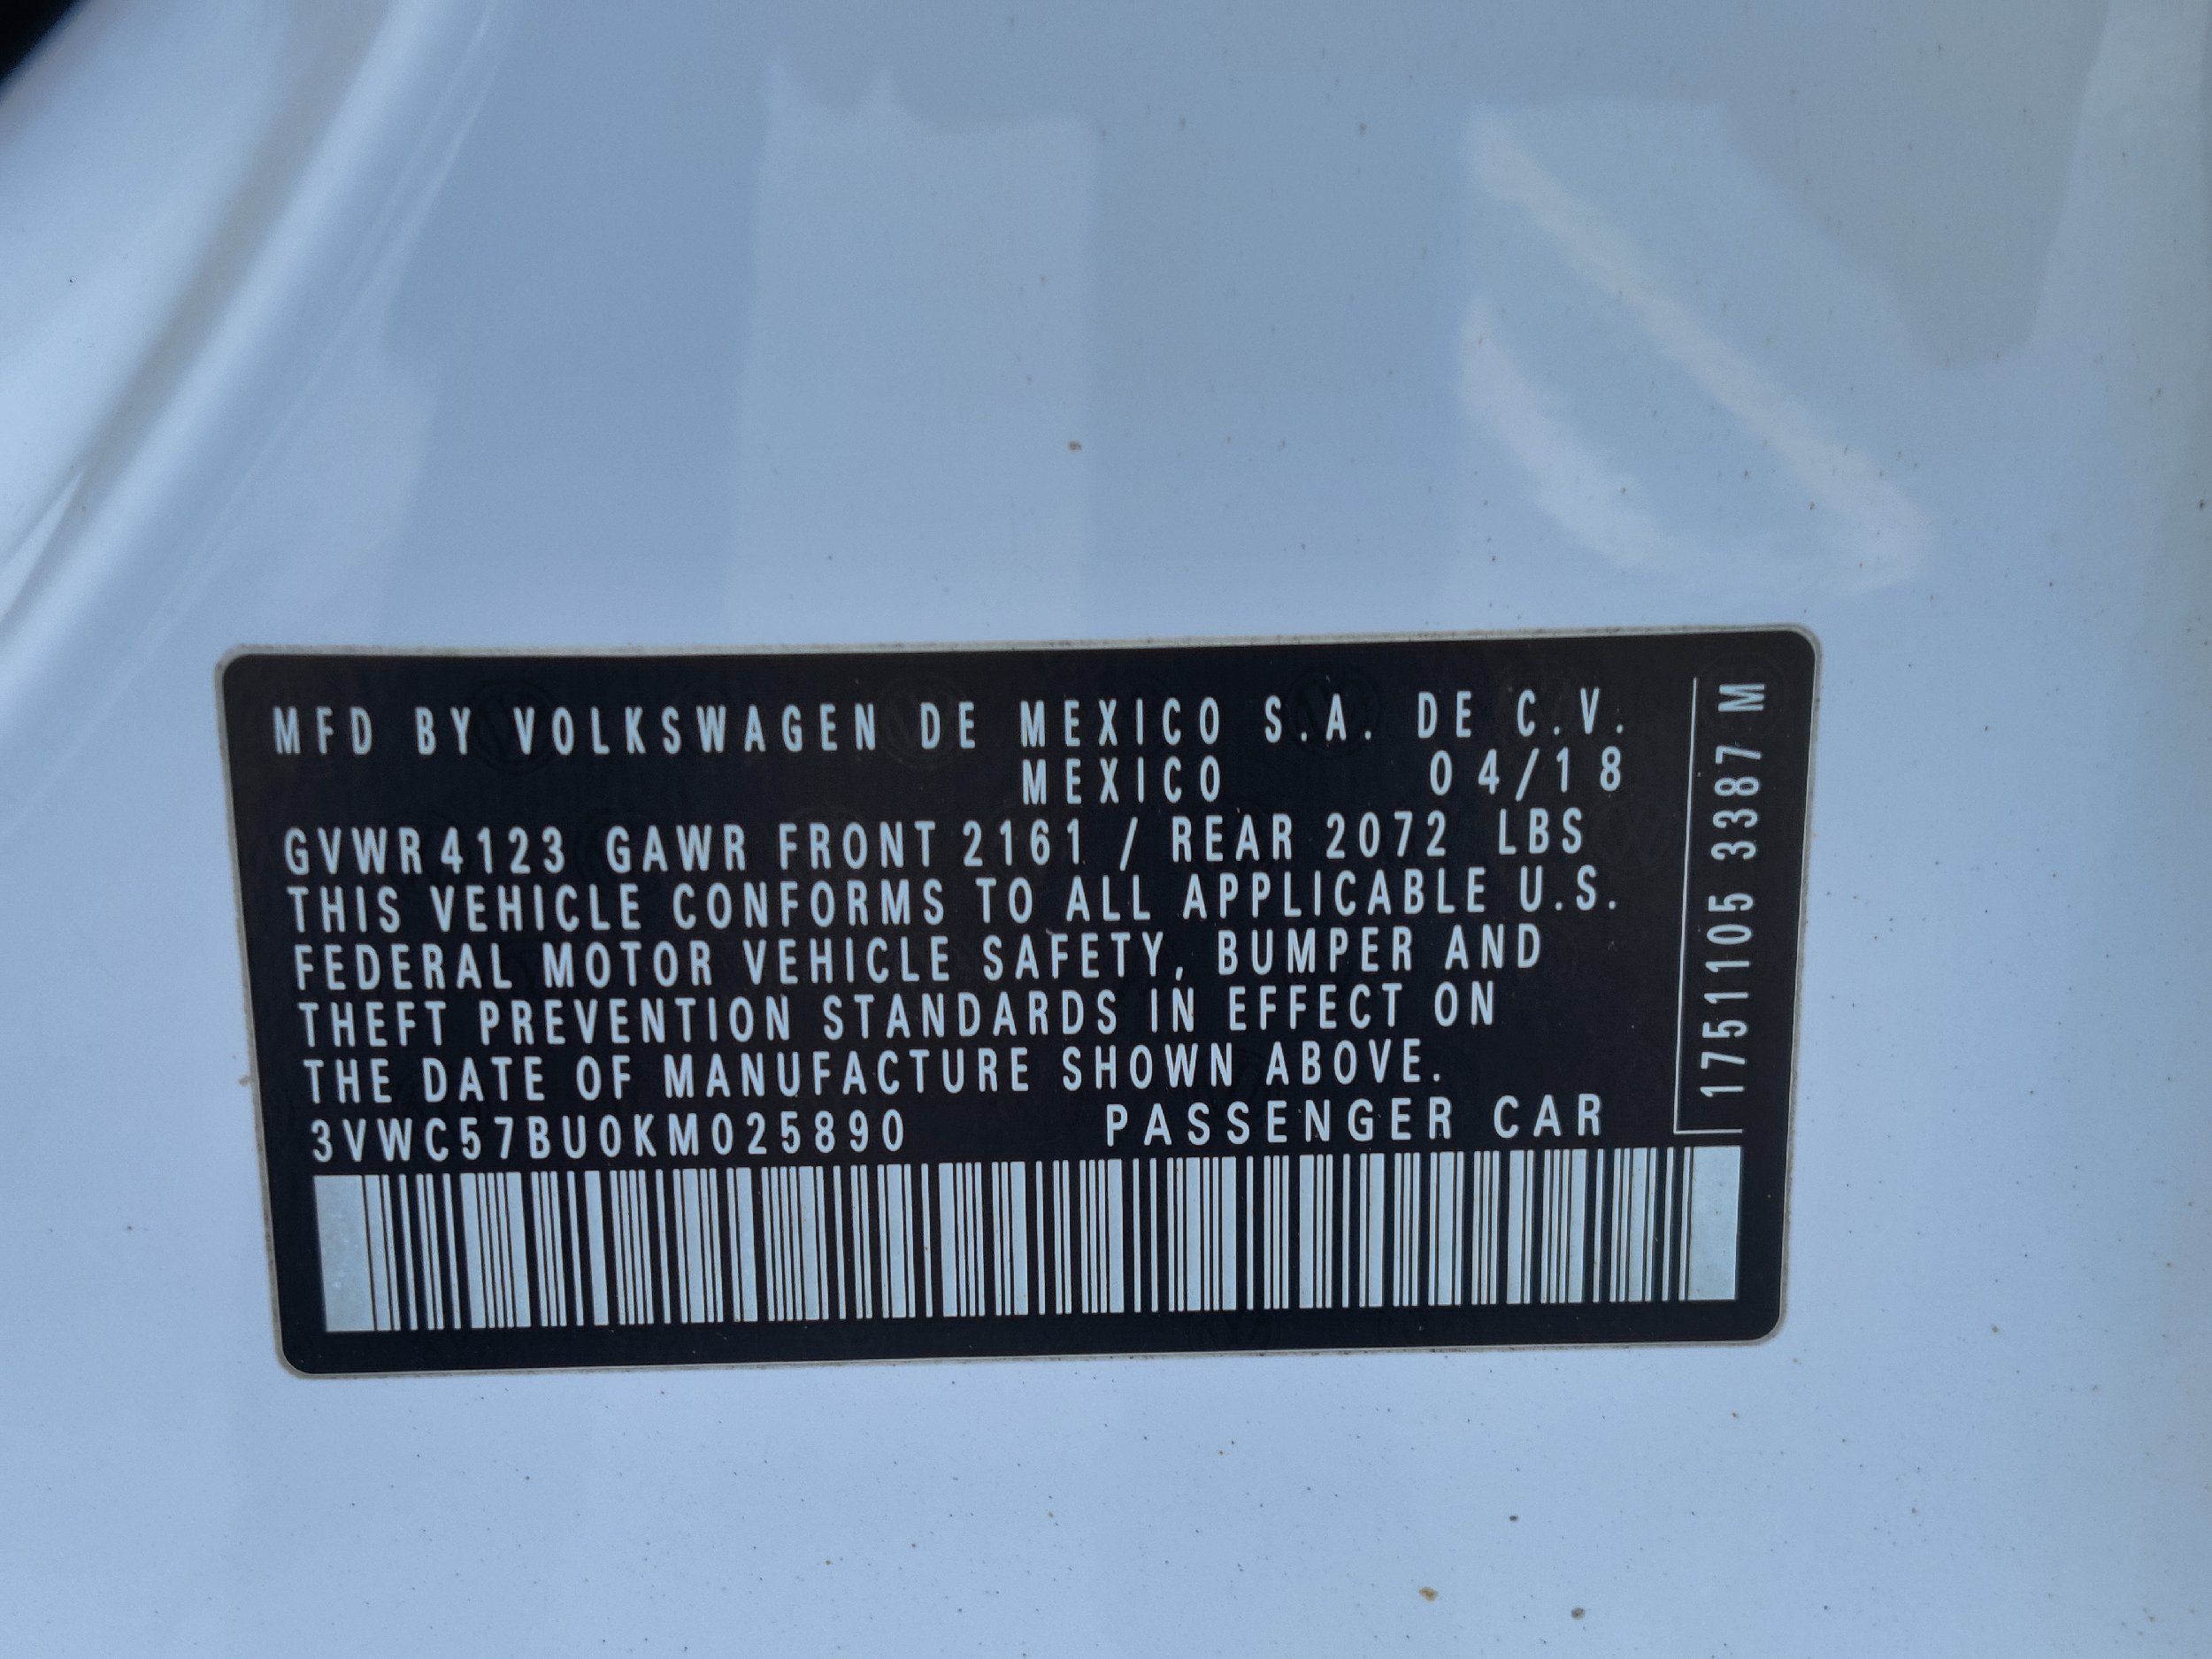 MFD BY VOLKSWAGEN DE MEXICO S.A. DE C.V.
MEXICO 04/18
GVWR 4123 GAWR FRONT 2161 / REAR 2072 LBS
THIS VEHICLE CONFORMS TO ALL APPLICABLE U.S.
FEDERAL MOTOR VEHICLE SAFETY, BUMPER AND
THEFT PREVENTION STANDARDS IN EFFECT ON
THE DATE OF MANUFACTURE SHOWN ABOVE.
3VWC57BU0KM025890 PASSENGER CAR
1751105 3387 M